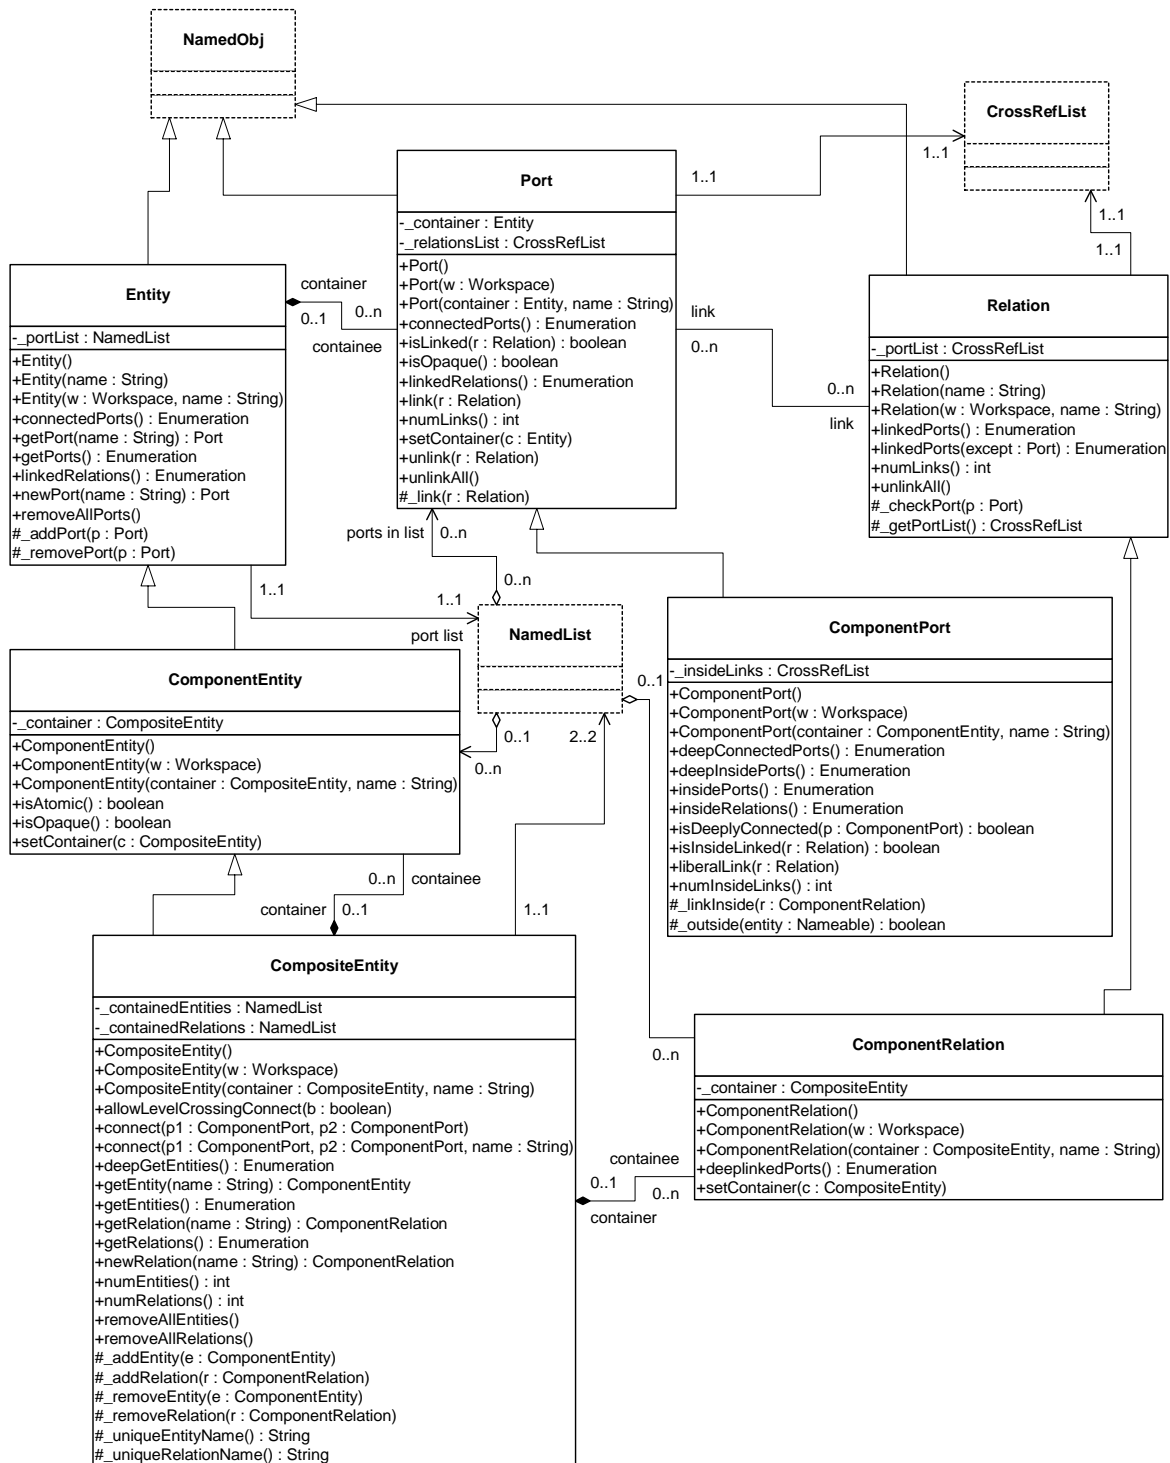 NamedObj
CrossRefList
1..1
Port
-_container : Entity
-_relationsList : CrossRefList
+Port()
+Port(w : Workspace)
+Port(container : Entity, name : String)
+connectedPorts() : Enumeration
+isLinked(r : Relation) : boolean
+isOpaque() : boolean
+linkedRelations() : Enumeration
+link(r : Relation)
+numLinks() : int
+setContainer(c : Entity)
+unlink(r : Relation)
+unlinkAll()
#_link(r : Relation)
1..1
1..1
1..1
Entity
-_portList : NamedList
+Entity()
+Entity(name : String)
+Entity(w : Workspace, name : String)
+connectedPorts() : Enumeration
+getPort(name : String) : Port
+getPorts() : Enumeration
+linkedRelations() : Enumeration
+newPort(name : String) : Port
+removeAllPorts()
#_addPort(p : Port)
#_removePort(p : Port)
container
0..1
0..n
containee
link
0..n
0..n
link
Relation
-_portList : CrossRefList
+Relation()
+Relation(name : String)
+Relation(w : Workspace, name : String)
+linkedPorts() : Enumeration
+linkedPorts(except : Port) : Enumeration
+numLinks() : int
+unlinkAll()
#_checkPort(p : Port)
#_getPortList() : CrossRefList
ports in list
0..n
0..n
1..1
1..1
port list
NamedList
0..1
0..1
2..2
0..n
ComponentPort
-_insideLinks : CrossRefList
+ComponentPort()
+ComponentPort(w : Workspace)
+ComponentPort(container : ComponentEntity, name : String)
+deepConnectedPorts() : Enumeration
+deepInsidePorts() : Enumeration
+insidePorts() : Enumeration
+insideRelations() : Enumeration
+isDeeplyConnected(p : ComponentPort) : boolean
+isInsideLinked(r : Relation) : boolean
+liberalLink(r : Relation)
+numInsideLinks() : int
#_linkInside(r : ComponentRelation)
#_outside(entity : Nameable) : boolean
ComponentEntity
-_container : CompositeEntity
+ComponentEntity()
+ComponentEntity(w : Workspace)
+ComponentEntity(container : CompositeEntity, name : String)
+isAtomic() : boolean
+isOpaque() : boolean
+setContainer(c : CompositeEntity)
0..n
containee
container
0..1
1..1
CompositeEntity
-_containedEntities : NamedList
-_containedRelations : NamedList
+CompositeEntity()
+CompositeEntity(w : Workspace)
+CompositeEntity(container : CompositeEntity, name : String)
+allowLevelCrossingConnect(b : boolean)
+connect(p1 : ComponentPort, p2 : ComponentPort)
+connect(p1 : ComponentPort, p2 : ComponentPort, name : String)
+deepGetEntities() : Enumeration
+getEntity(name : String) : ComponentEntity
+getEntities() : Enumeration
+getRelation(name : String) : ComponentRelation
+getRelations() : Enumeration
+newRelation(name : String) : ComponentRelation
+numEntities() : int
+numRelations() : int
+removeAllEntities()
+removeAllRelations()
#_addEntity(e : ComponentEntity)
#_addRelation(r : ComponentRelation)
#_removeEntity(e : ComponentEntity)
#_removeRelation(r : ComponentRelation)
#_uniqueEntityName() : String
#_uniqueRelationName() : String
0..n
containee
0..1
0..n
container
ComponentRelation
-_container : CompositeEntity
+ComponentRelation()
+ComponentRelation(w : Workspace)
+ComponentRelation(container : CompositeEntity, name : String)
+deeplinkedPorts() : Enumeration
+setContainer(c : CompositeEntity)